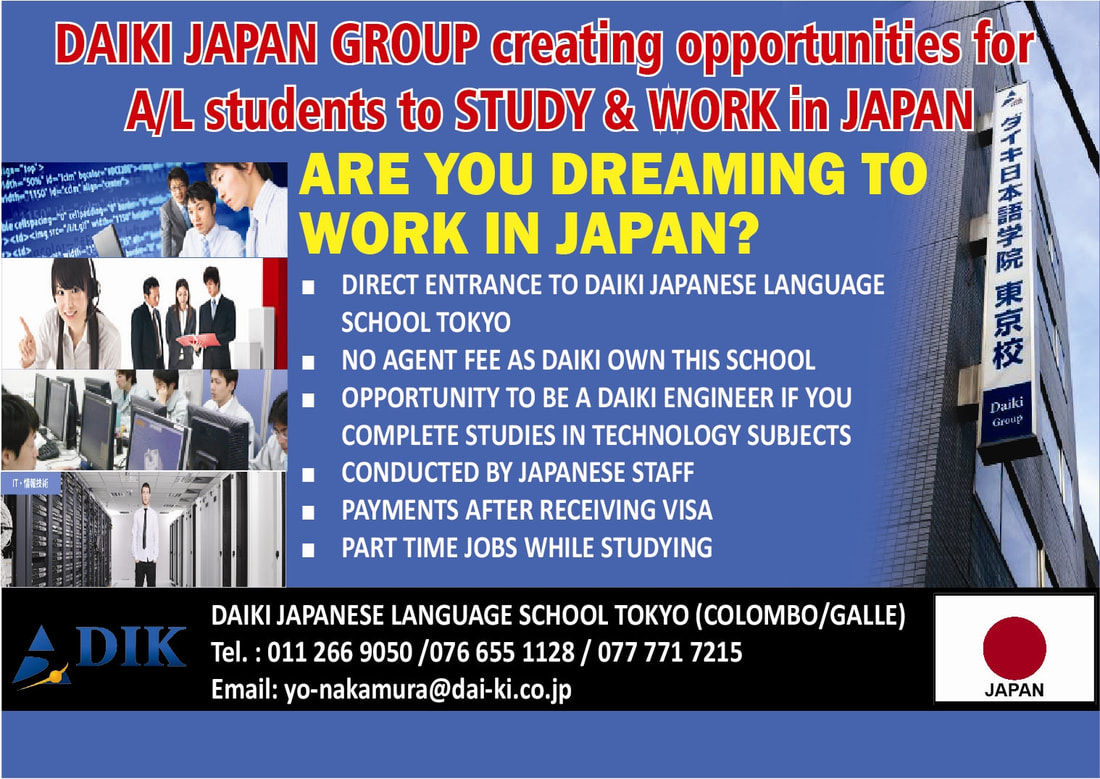 DAIKI JAPAN GROUP creating opportunities for
A/L students to STUDY & WORK in JAPAN
ARE YOU DREAMING TO
WORK IN JAPAN?
■ DIRECT ENTRANCE TO DAIKI JAPANESE LANGUAGE
SCHOOL TOKYO
■ NO AGENT FEE AS DAIKI OWN THIS SCHOOL
■ OPPORTUNITY TO BE A DAIKI ENGINEER IF YOU
COMPLETE STUDIES IN TECHNOLOGY SUBJECTS
■ CONDUCTED BY JAPANESE STAFF
■ PAYMENTS AFTER RECEIVING VISA
■ PART TIME JOBS WHILE STUDYING
IT・情報技術
ダイキ日本語学院 東京校
Daiki
Group
DIK
DAIKI JAPANESE LANGUAGE SCHOOL TOKYO (COLOMBO/GALLE)
Tel. : 011 266 9050 /076 655 1128 / 077 771 7215
Email: yo-nakamura@dai-ki.co.jp
JAPAN